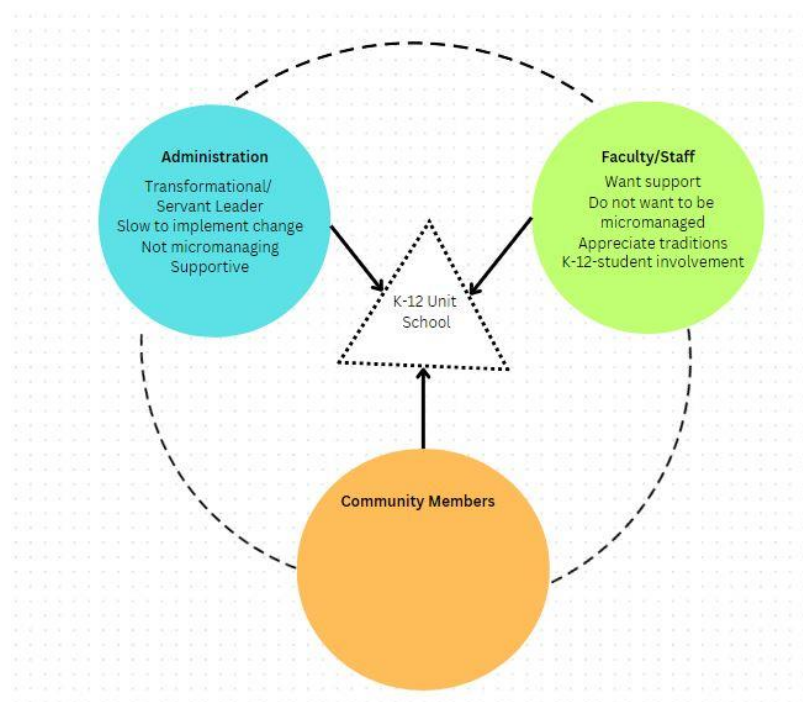 Administration
Transformational/
Servant Leader
Slow to implement change
Not micromanaging
Supportive
Faculty/Staff
Want support
Do not want to be
micromanaged
Appreciate traditions
K-12-student involvement
K-12 Unit
School
Community Members